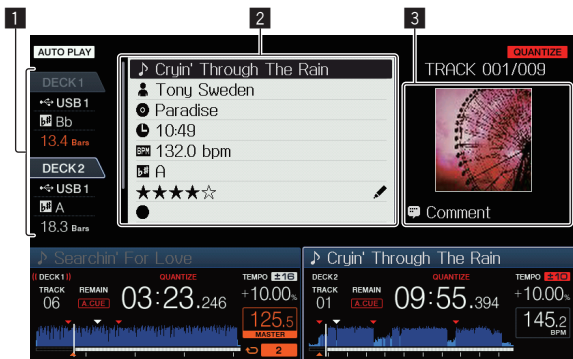 1
2
3
AUTO PLAY
QUANTIZE
TRACK 001/009
DECK1
USB1
Bb
13.4 Bars
DECK2
USB1
A
18.3 Bars
Cryin' Through The Rain
Tony Sweden
Paradise
10:49
BPM 132.0 bpm
A
★★★★☆
Comment
Searchin' For Love
DECK1
QUANTIZE
TEMPO ±16
TRACK
06
REMAIN
A.CUE
03:23.246
+10.00%
125.5
MASTER
2
Cryin' Through The Rain
DECK2
QUANTIZE
TEMPO ±10
TRACK
01
REMAIN
A.CUE
09:55.394
+10.00%
145.2
BPM